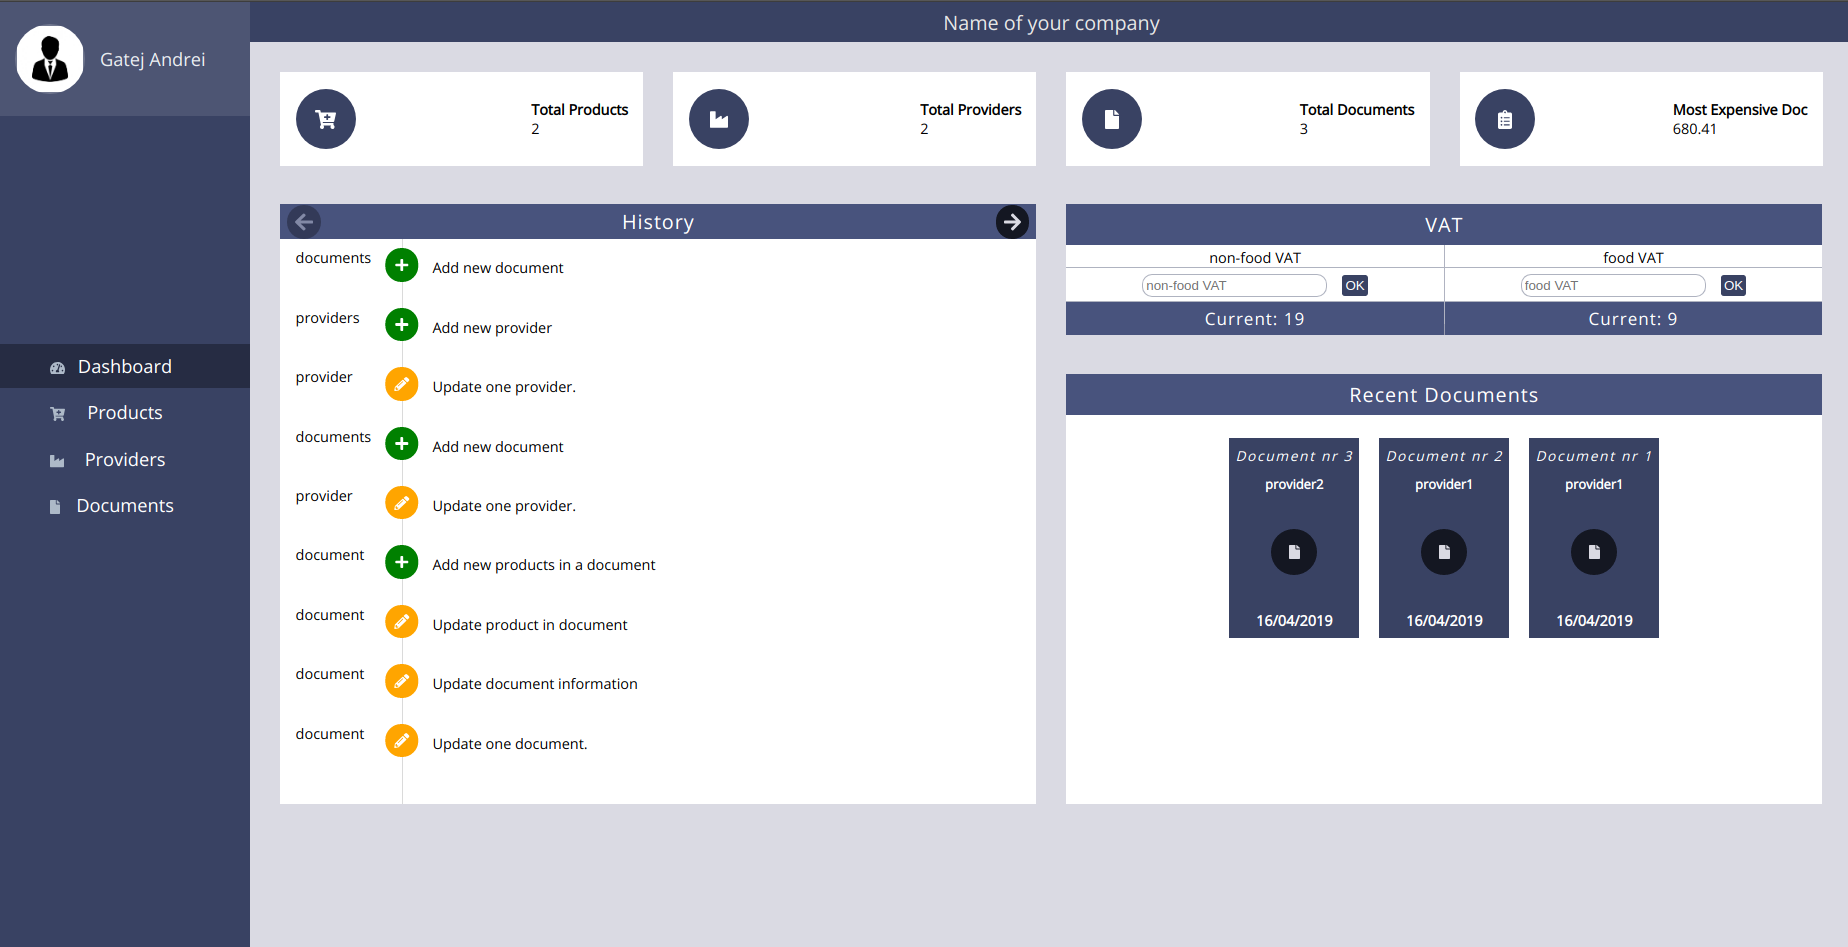 Name of your company
Gatej Andrei
Dashboard
Products
Providers
Documents
Total Products
2
Total Providers
2
Total Documents
3
Most Expensive Doc
680.41
History
documents
Add new document
providers
Add new provider
provider
Update one provider.
documents
Add new document
provider
Update one provider.
document
Add new products in a document
document
Update product in document
document
Update document information
document
Update one document.
VAT
non-food VAT
food VAT
non-food VAT
OK
food VAT
OK
Current: 19
Current: 9
Recent Documents
Document nr 3
provider2
16/04/2019
Document nr 2
provider1
16/04/2019
Document nr 1
provider1
16/04/2019